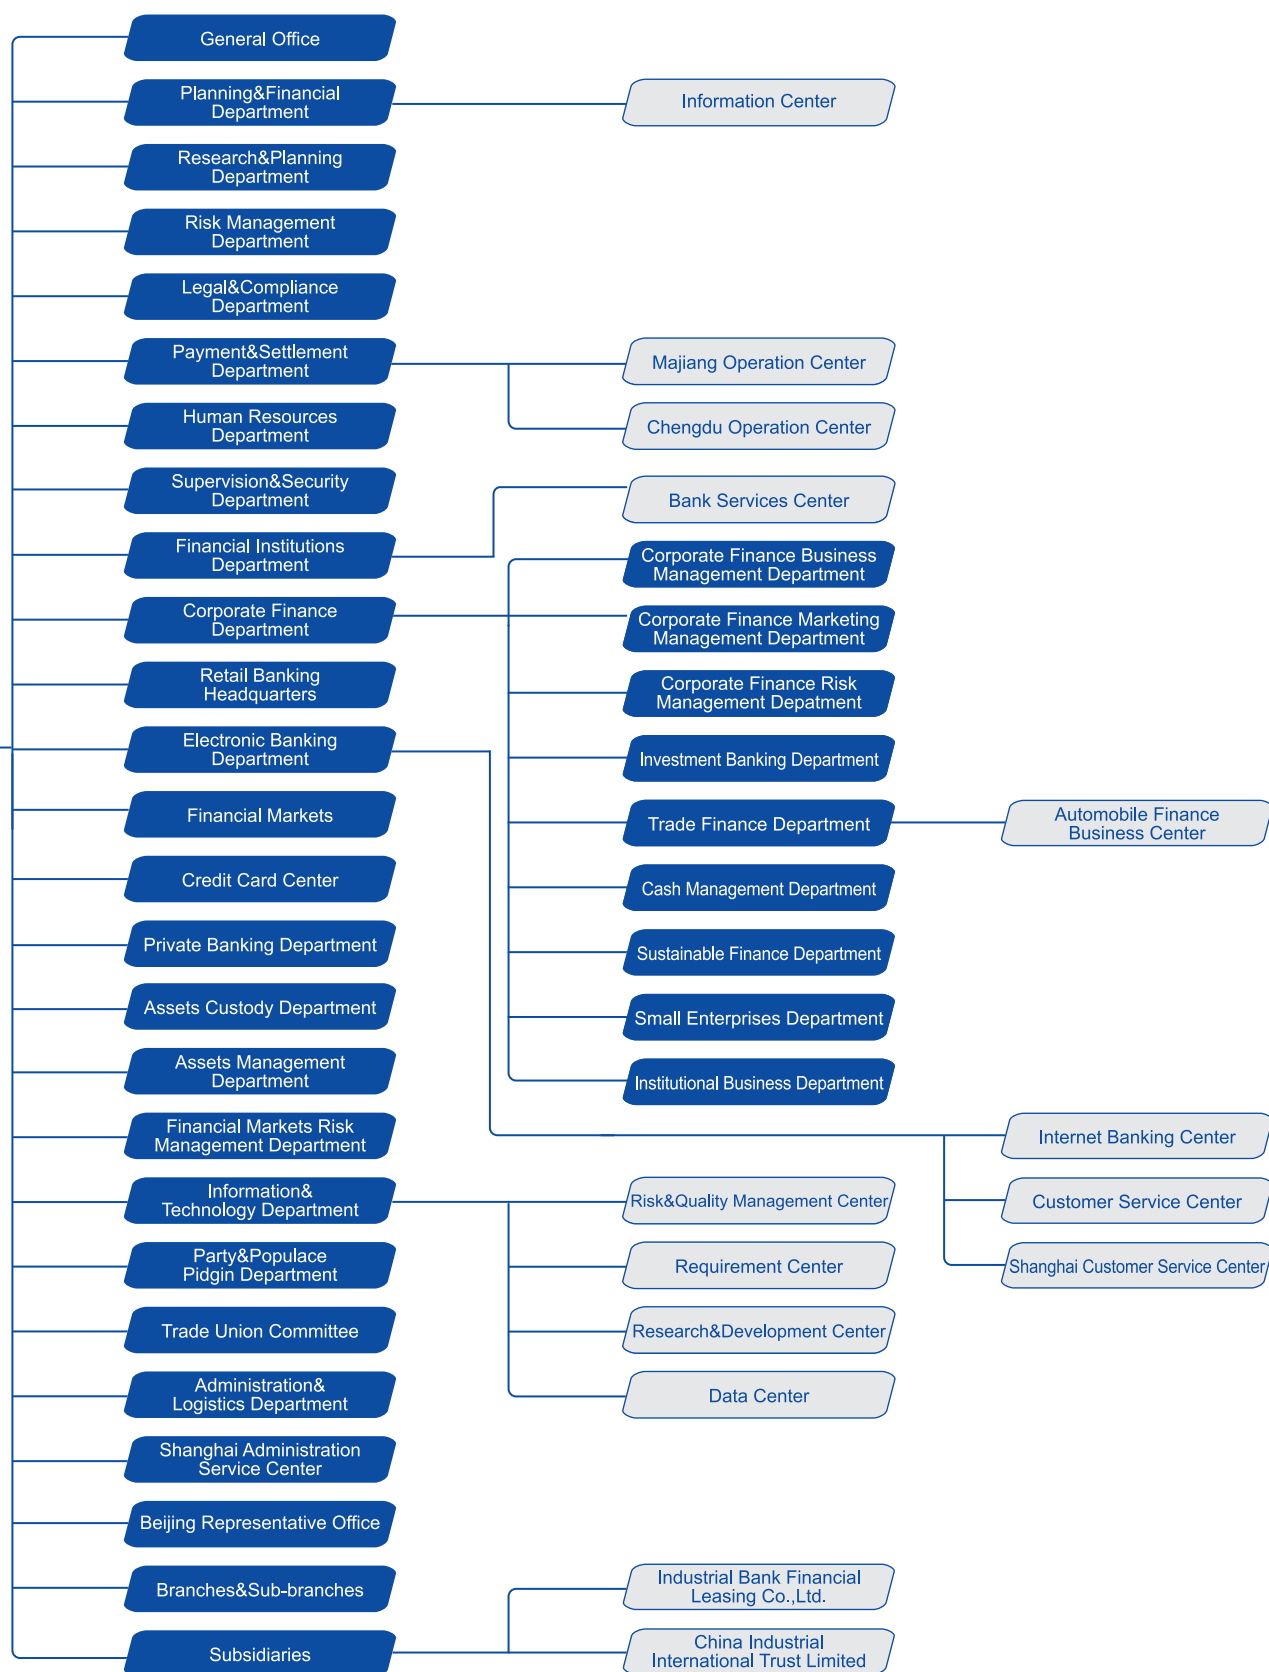 General Office
Planning&Financial
Department
Information Center
Research&Planning
Department
Risk Management
Department
Legal&Compliance
Department
Payment&Settlement
Department
Majiang Operation Center
Chengdu Operation Center
Human Resources
Department
Supervision&Security
Department
Bank Services Center
Financial Institutions
Department
Corporate Finance Business
Management Department
Corporate Finance
Department
Corporate Finance Marketing
Management Department
Retail Banking
Headquarters
Corporate Finance Risk
Management Depatment
Electronic Banking
Department
Investment Banking Department
Financial Markets
Trade Finance Department
Automobile Finance
Business Center
Credit Card Center
Cash Management Department
Private Banking Department
Sustainable Finance Department
Assets Custody Department
Small Enterprises Department
Assets Management
Department
Institutional Business Department
Financial Markets Risk
Management Department
Internet Banking Center
Information&
Technology Department
Risk&Quality Management Center
Customer Service Center
Party&Populace
Pidgin Department
Requirement Center
Shanghai Customer Service Center
Trade Union Committee
Research&Development Center
Administration&
Logistics Department
Data Center
Shanghai Administration
Service Center
Beijing Representative Office
Branches&Sub-branches
Industrial Bank Financial
Leasing Co.,Ltd.
Subsidiaries
China Industrial
International Trust Limited